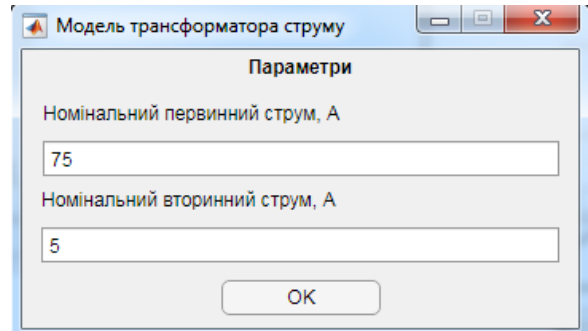 Модель трансформатора струму
Параметри
Номінальний первинний струм, А
75
Номінальний вторинний струм, А
5
OK